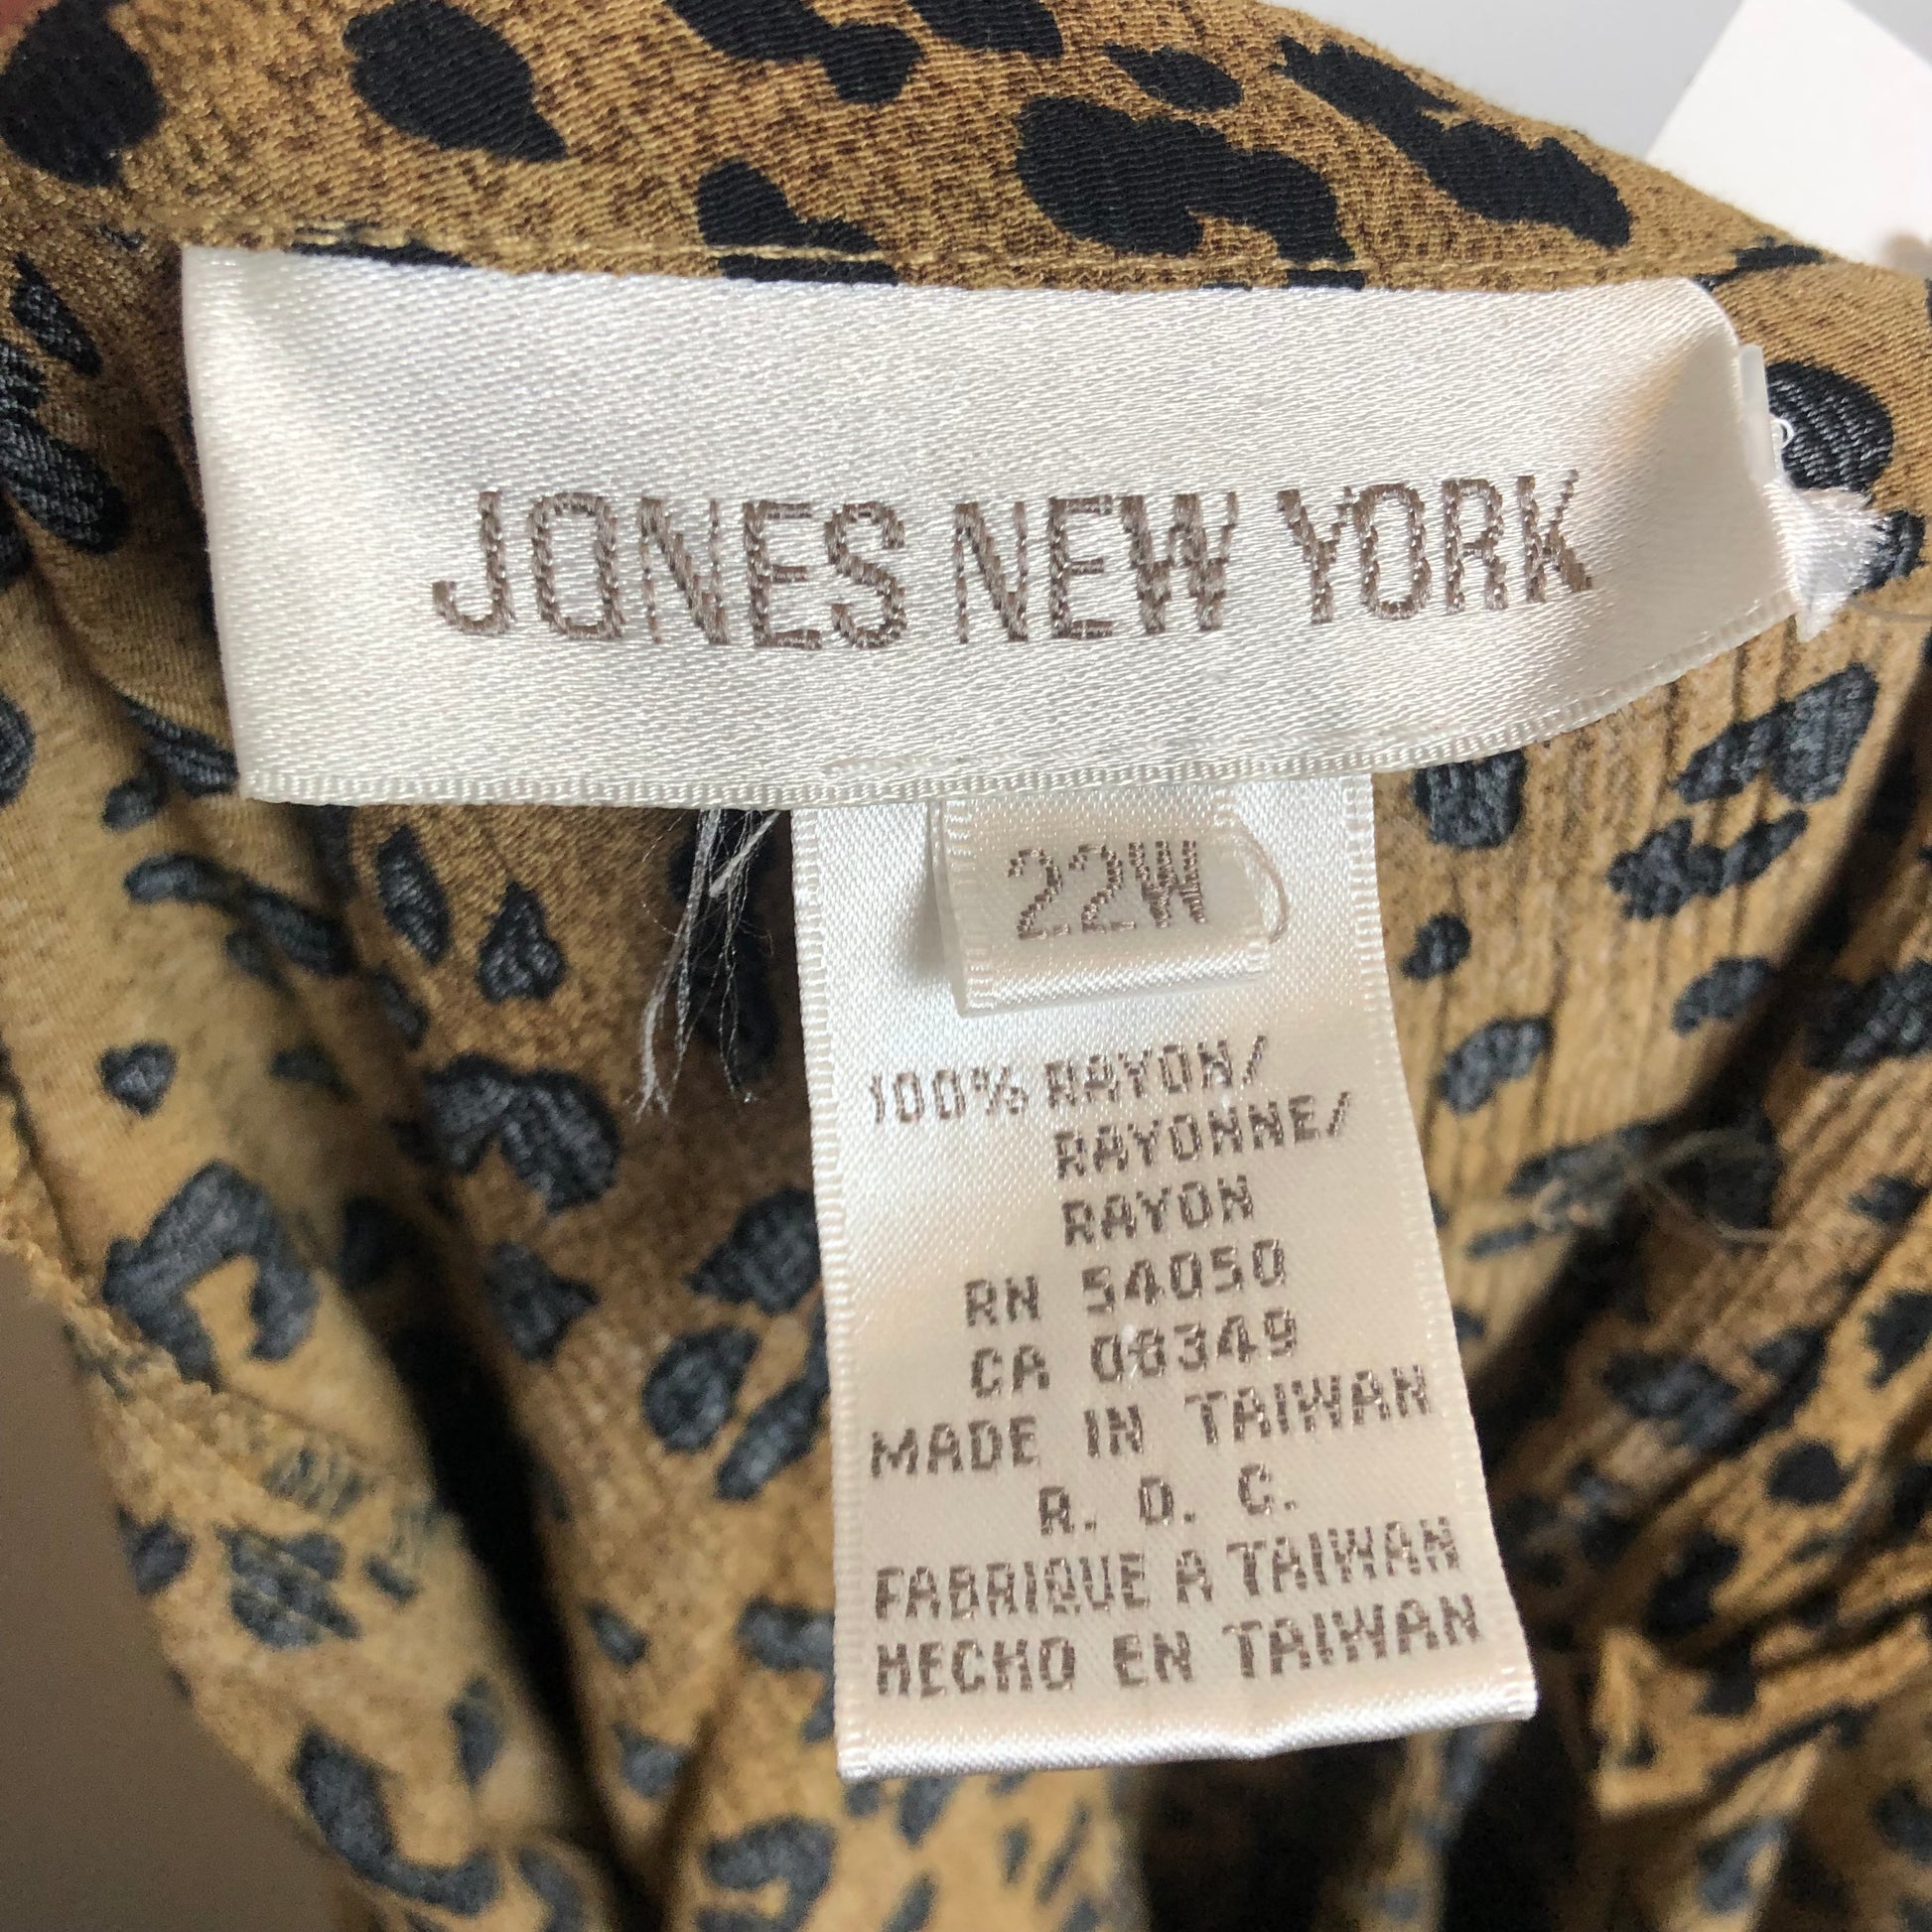 JONES NEW YORK
22W
100% RAYON/
RAYONNE/
RAYON
RN 54050
CA 08349
MADE IN TAIWAN
R. O. C.
FABRIQUE A TAIWAN
HECHO EN TAIWAN